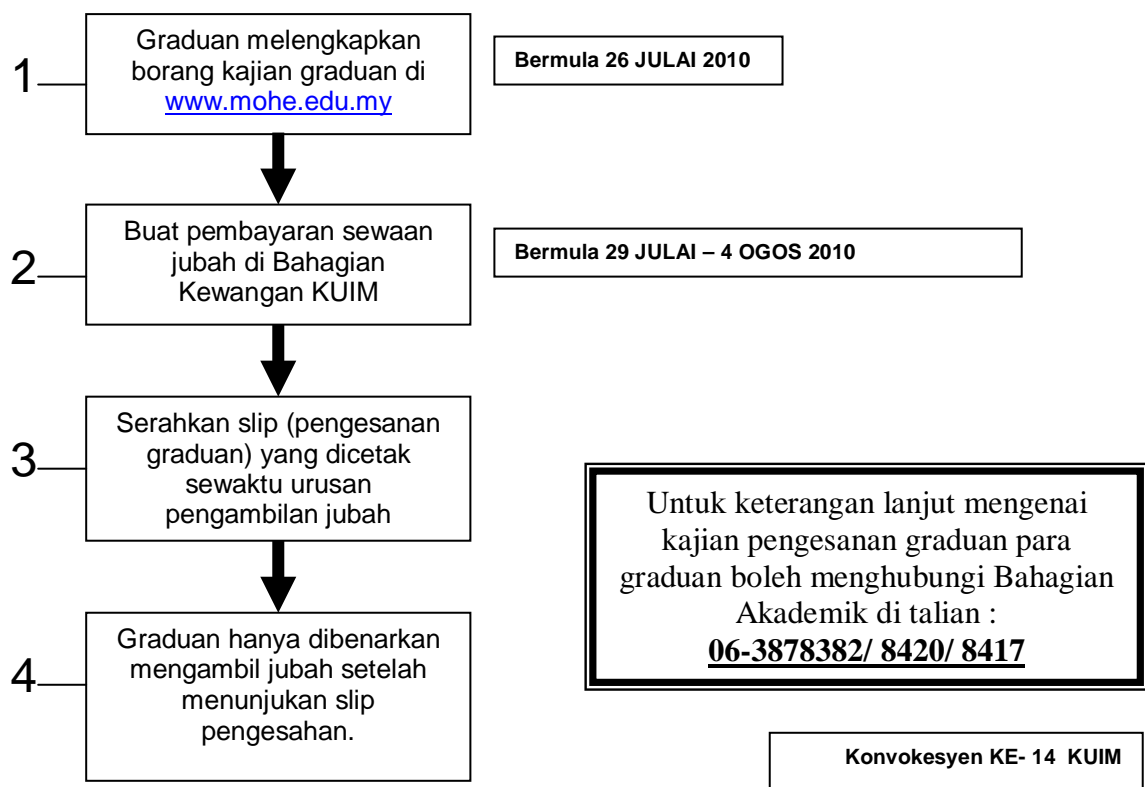 1
Graduan melengkapkan
borang kajian graduan di
www.mohe.edu.my
Bermula 26 JULAI 2010
2
Buat pembayaran sewaan
jubah di Bahagian
Kewangan KUIM
Bermula 29 JULAI – 4 OGOS 2010
3
Serahkan slip (pengesanan
graduan) yang dicetak
sewaktu urusan
pengambilan jubah
4
Graduan hanya dibenarkan
mengambil jubah setelah
menunjukan slip
pengesahan.
Untuk keterangan lanjut mengenai
kajian pengesanan graduan para
graduan boleh menghubungi Bahagian
Akademik di talian :
06-3878382/ 8420/ 8417
Konvokesyen KE- 14 KUIM